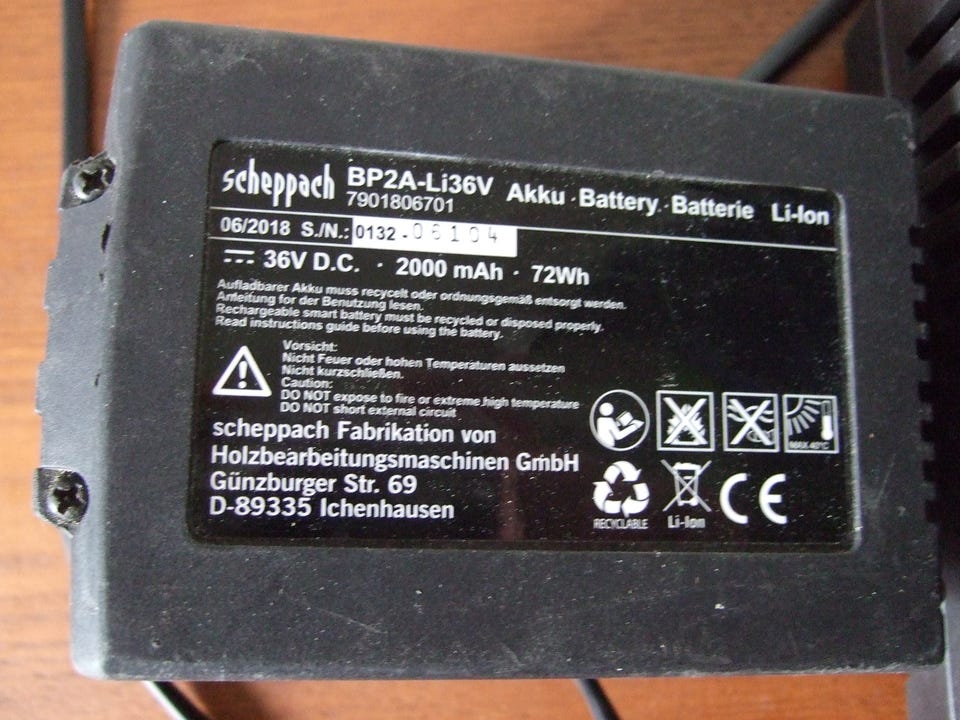 scheppach BP2A-Li36V Akku · Battery · Batterie Li-Ion
7901806701
06/2018 S./N.: 0132 - 06104
36V D.C. · 2000 mAh · 72Wh
Aufladbarer Akku muss recycelt oder ordnungsgemäß entsorgt werden.
Anleitung for der Benutzung lesen.
Rechargeable smart battery must be recycled or disposed properly.
Read instructions guide before using the battery.
Vorsicht:
Nicht Feuer oder hohen Temperaturen aussetzen
Nicht kurzschließen.
Caution:
DO NOT expose to fire or extreme high temperature
DO NOT short external circuit
scheppach Fabrikation von
Holzbearbeitungsmaschinen GmbH
Günzburger Str. 69
D-89335 Ichenhausen
MAX 40°C
RECYCLABLE Li-Ion CE